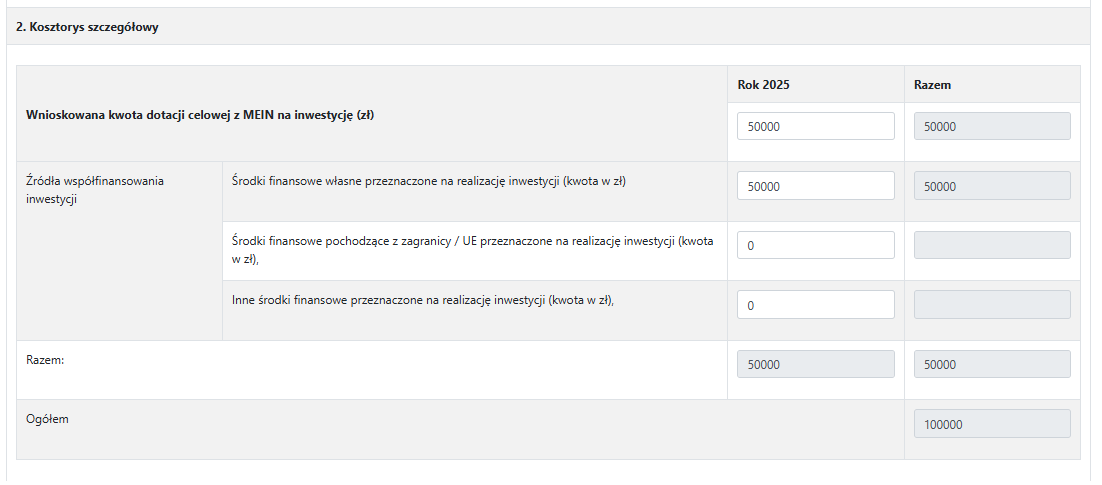 2. Kosztorys szczegółowy
Wnioskowana kwota dotacji celowej z MEIN na inwestycję (zł)
Rok 2025
Razem
50000
50000
Źródła współfinansowania
inwestycji
Środki finansowe własne przeznaczone na realizację inwestycji (kwota w zł)
50000
50000
Środki finansowe pochodzące z zagranicy / UE przeznaczone na realizację inwestycji (kwota
w zł),
0
Inne środki finansowe przeznaczone na realizację inwestycji (kwota w zł),
0
Razem:
50000
50000
Ogółem
100000